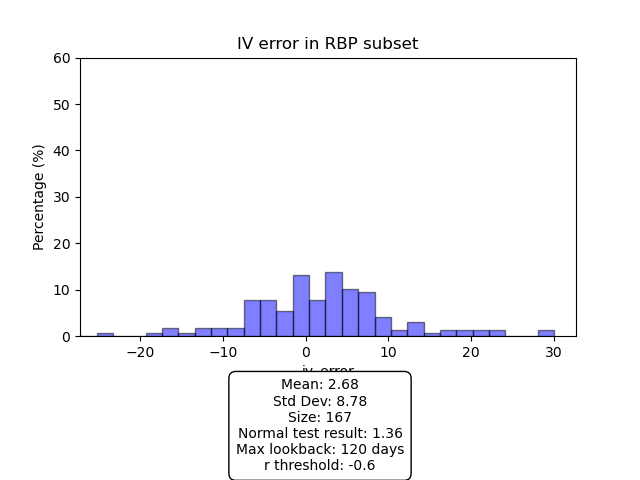 IV error in RBP subset
60
50
40
30
20
10
0
Percentage (%)
−20
−10
0
10
20
30
iv_error
Mean: 2.68
Std Dev: 8.78
Size: 167
Normal test result: 1.36
Max lookback: 120 days
r threshold: -0.6